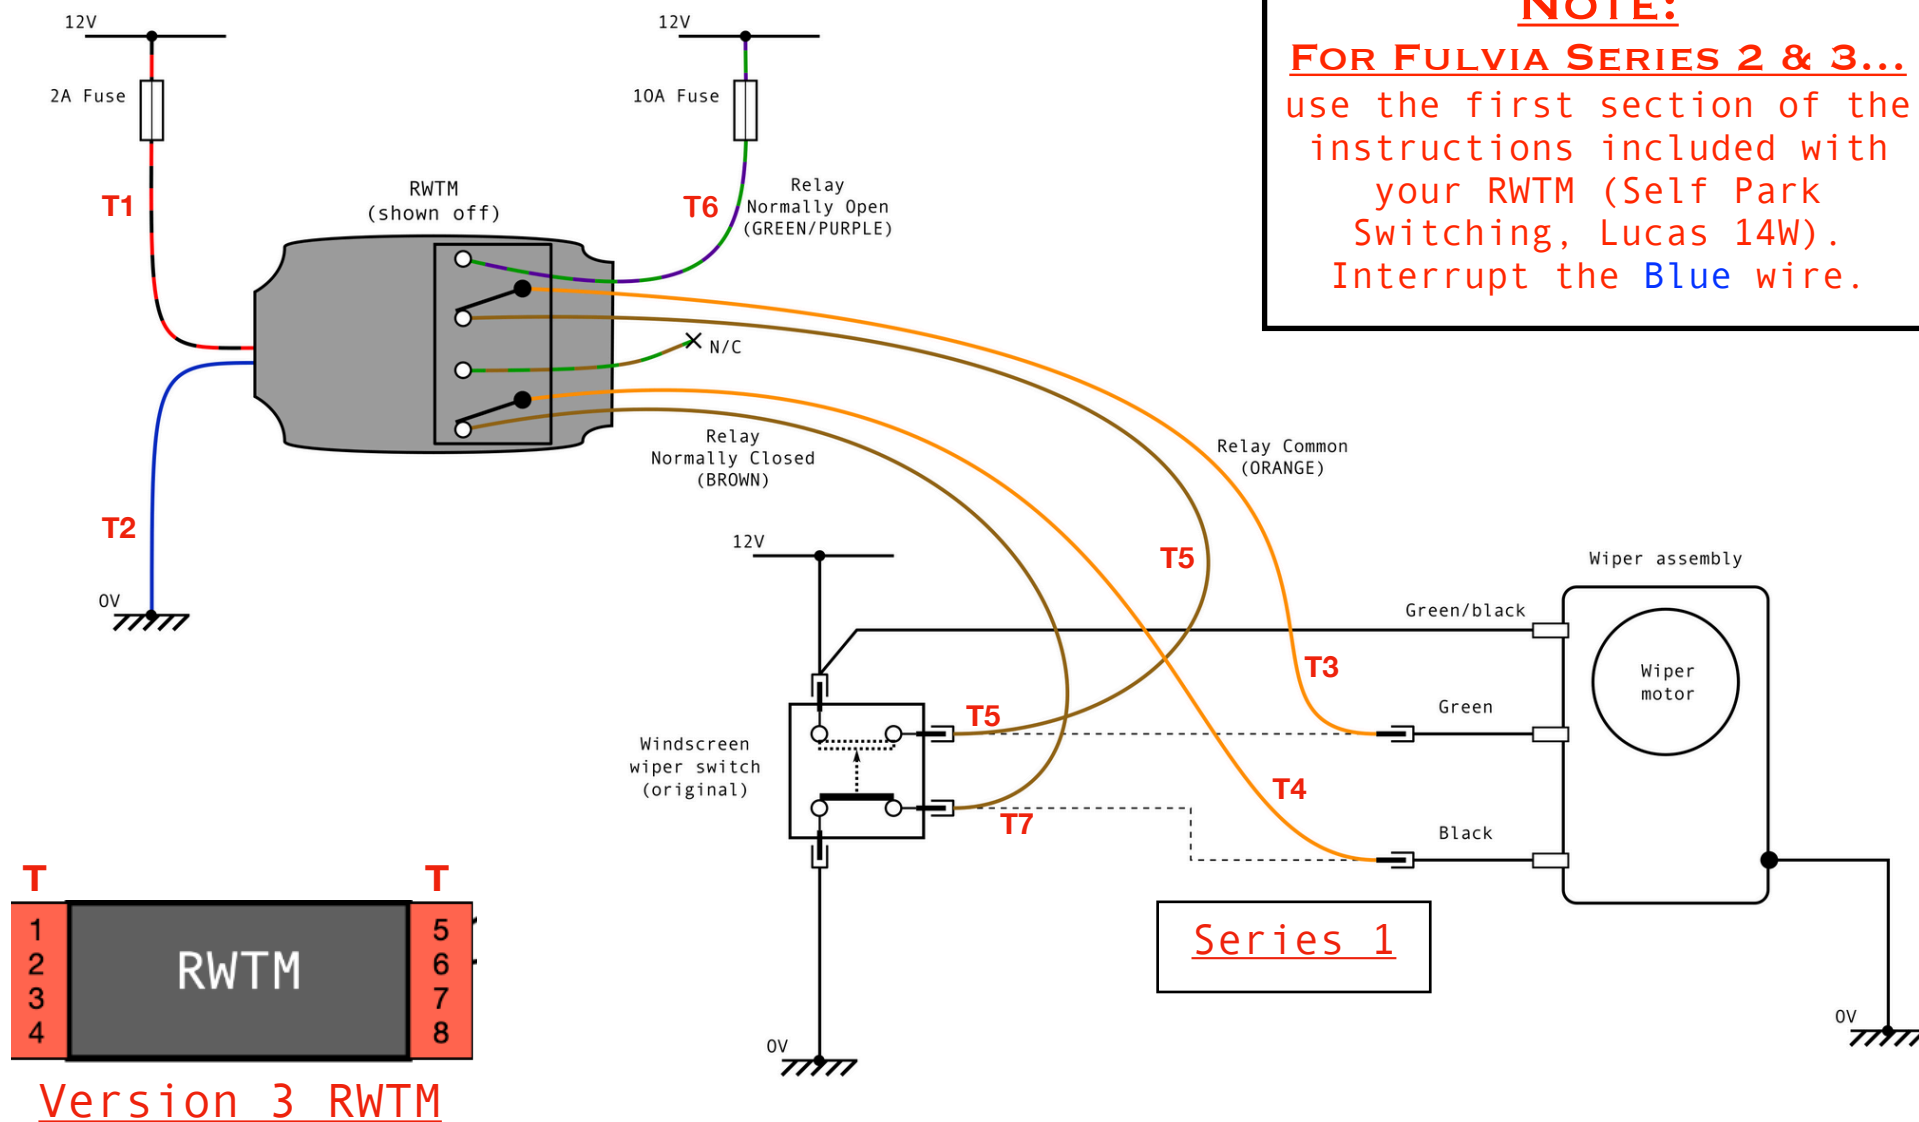 12V
2A Fuse
T1
12V
10A Fuse
T6
Relay
Normally Open
(GREEN/PURPLE)
NOTE:
FOR FULVIA SERIES 2 & 3...
use the first section of the
instructions included with
your RWTM (Self Park
Switching, Lucas 14W).
Interrupt the Blue wire.
RWTM
(shown off)
N/C
Relay
Normally Closed
(BROWN)
Relay Common
(ORANGE)
T2
0V
12V
T5
Wiper assembly
Green/black
Wiper
motor
T3
Green
T5
Windscreen
wiper switch
(original)
T4
T7
Black
T
T
1
2
3
4
RWTM
5
6
7
8
Version 3 RWTM
Series 1
0V
0V